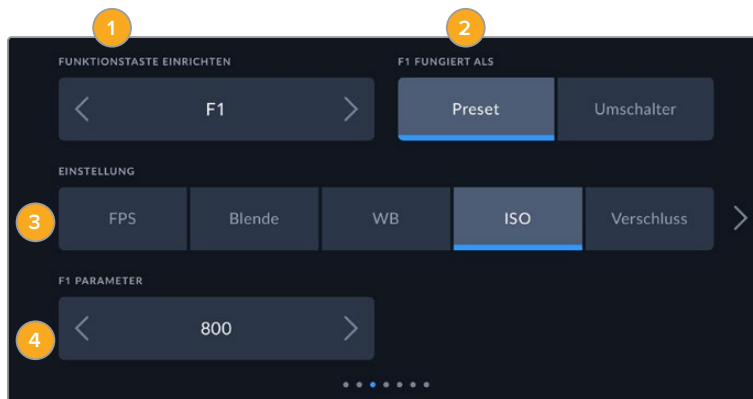 1 2
FUNKTIONSTASTE EINRICHTEN F1 FUNGIERT ALS
F1 Preset Umschalter
EINSTELLUNG
3 FPS Blende WB ISO Verschluss
F1 PARAMETER
4 800